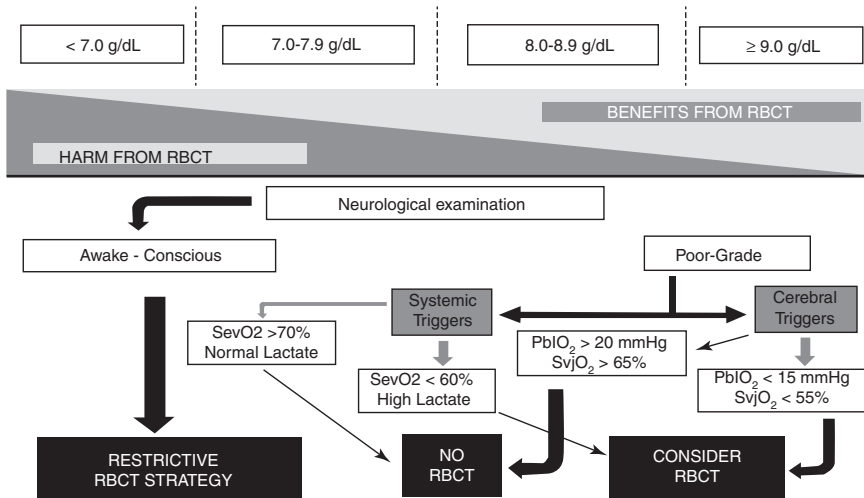 < 7.0 g/dL
7.0-7.9 g/dL
8.0-8.9 g/dL
≥ 9.0 g/dL
BENEFITS FROM RBCT
HARM FROM RBCT
Neurological examination
Awake - Conscious
Poor-Grade
Systemic
Triggers
Cerebral
Triggers
SevO2 >70%
Normal Lactate
PbIO₂ > 20 mmHg
SvjO₂ > 65%
SevO2 < 60%
High Lactate
PbIO₂ < 15 mmHg
SvjO₂ < 55%
RESTRICTIVE
RBCT STRATEGY
NO
RBCT
CONSIDER
RBCT